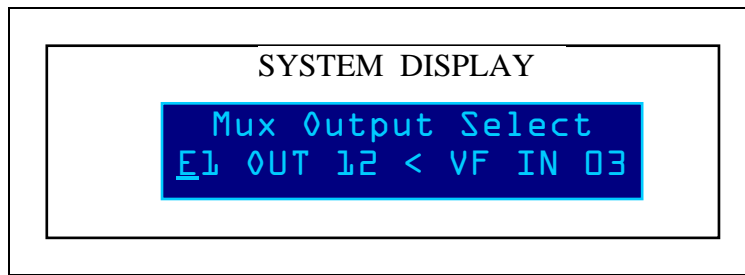 SYSTEM DISPLAY
Mux Output Select
E1 OUT 12 < VF IN 03